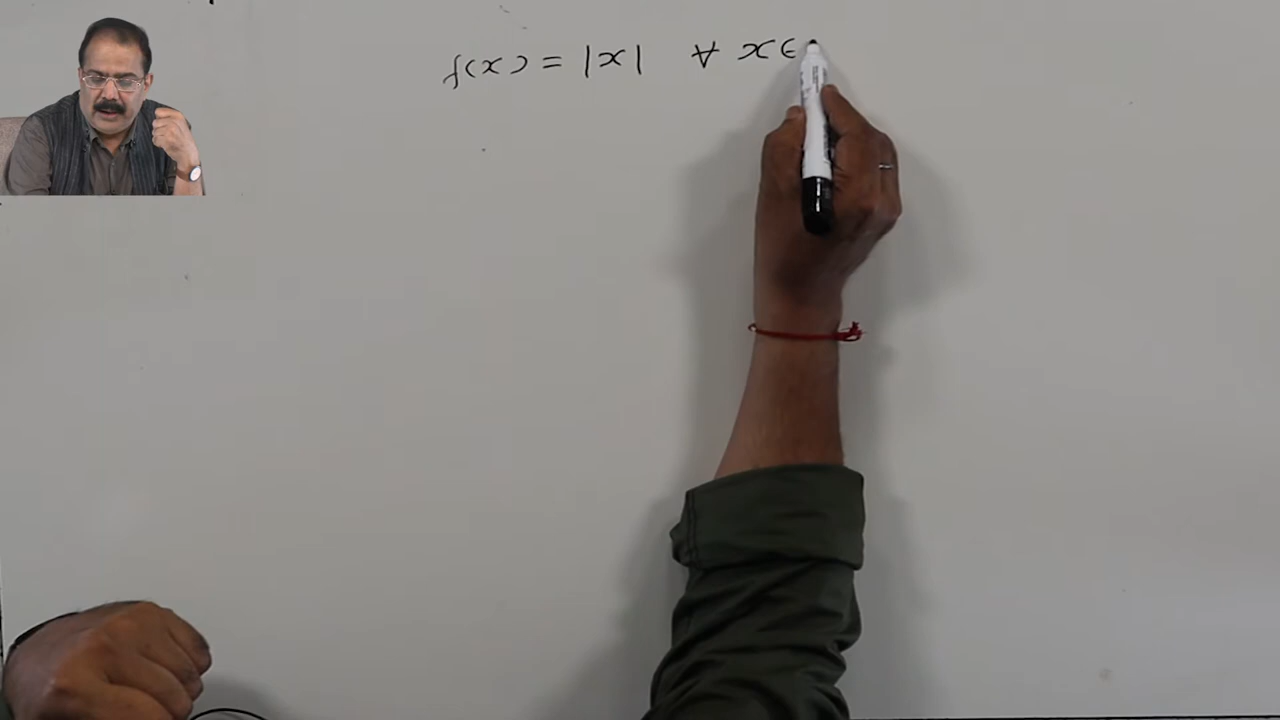 f(x) = |x| ∀ x ∈